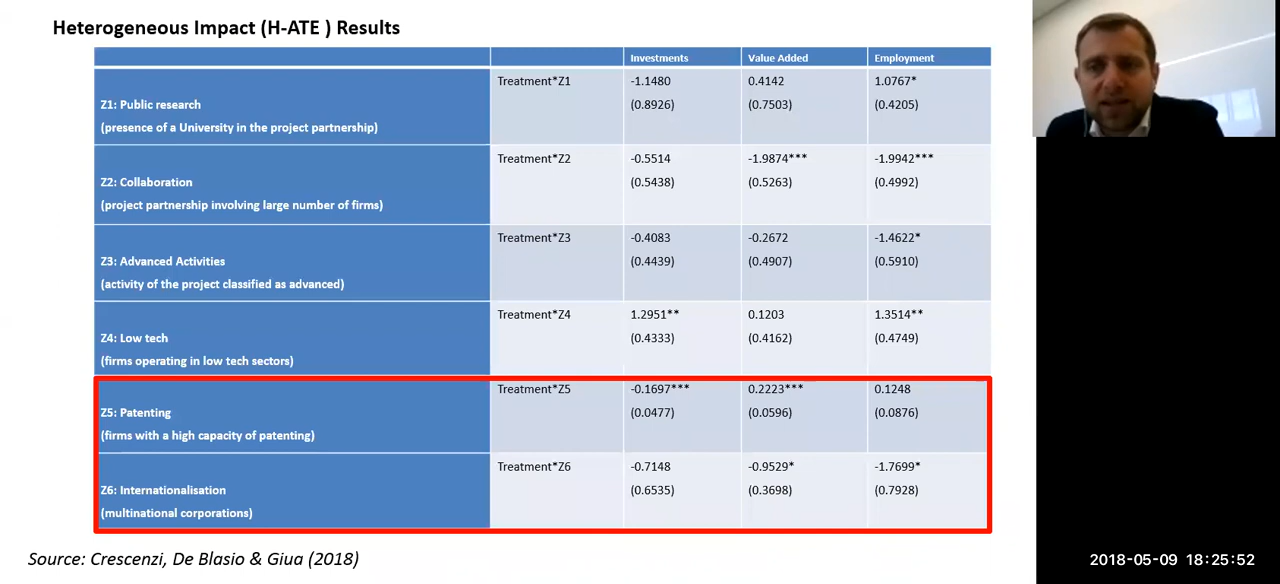 Heterogeneous Impact (H-ATE ) Results
Investments Value Added Employment
Treatment*Z1 -1.1480 0.4142 1.0767*
Z1: Public research (0.8926) (0.7503) (0.4205)
(presence of a University in the project partnership)
Treatment*Z2 -0.5514 -1.9874*** -1.9942***
Z2: Collaboration (0.5438) (0.5263) (0.4992)
(project partnership involving large number of firms)
Treatment*Z3 -0.4083 -0.2672 -1.4622*
Z3: Advanced Activities (0.4439) (0.4907) (0.5910)
(activity of the project classified as advanced)
Treatment*Z4 1.2951** 0.1203 1.3514**
Z4: Low tech (0.4333) (0.4162) (0.4749)
(firms operating in low tech sectors)
Treatment*Z5 -0.1697*** 0.2223*** 0.1248
Z5: Patenting (0.0477) (0.0596) (0.0876)
(firms with a high capacity of patenting)
Treatment*Z6 -0.7148 -0.9529* -1.7699*
Z6: Internationalisation (0.6535) (0.3698) (0.7928)
(multinational corporations)
Source: Crescenzi, De Blasio & Giua (2018)
2018-05-09 18:25:52